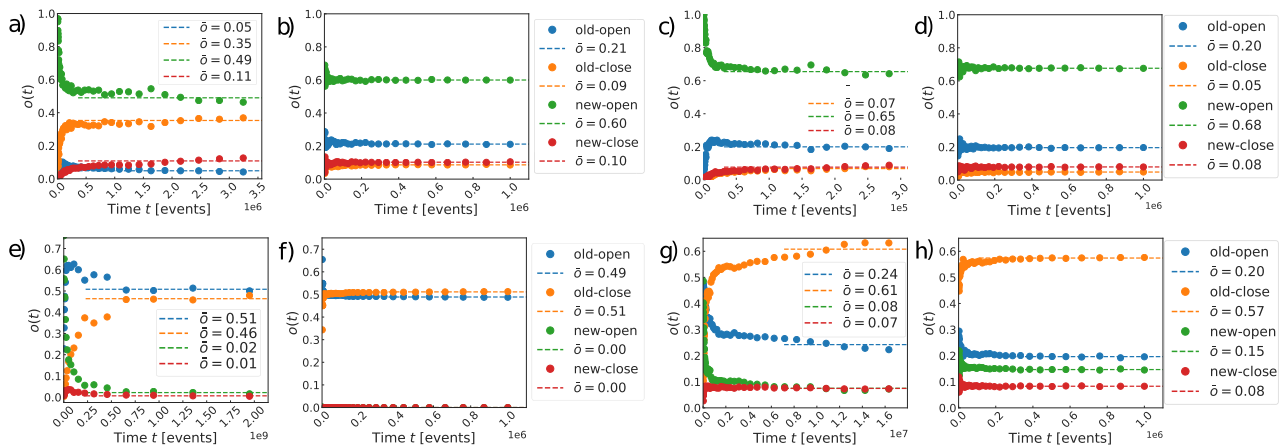 a)
1.0
0.8
0.6
0.4
0.2
0.0
o(t)
ō = 0.05
ō = 0.35
ō = 0.49
ō = 0.11
0.0 0.5 1.0 1.5 2.0 2.5 3.0 3.5
1e6
Time t [events]
b)
1.0
0.8
0.6
0.4
0.2
0.0
0.0 0.2 0.4 0.6 0.8 1.0
1e6
Time t [events]
old-open
ō = 0.21
old-close
ō = 0.09
new-open
ō = 0.60
new-close
ō = 0.10
c)
1.0
0.8
0.6
0.4
0.2
0.0
ō = 0.07
ō = 0.65
ō = 0.08
0.0 0.5 1.0 1.5 2.0 2.5 3.0
1e5
Time t [events]
d)
1.0
0.8
0.6
0.4
0.2
0.0
0.0 0.2 0.4 0.6 0.8 1.0
1e6
Time t [events]
old-open
ō = 0.20
old-close
ō = 0.05
new-open
ō = 0.68
new-close
ō = 0.08
e)
0.7
0.6
0.5
0.4
0.3
0.2
0.1
0.0
o(t)
ō = 0.51
ō = 0.46
ō = 0.02
ō = 0.01
0.00 0.25 0.50 0.75 1.00 1.25 1.50 1.75 2.00
1e9
Time t [events]
f)
0.7
0.6
0.5
0.4
0.3
0.2
0.1
0.0
0.0 0.2 0.4 0.6 0.8 1.0
1e6
Time t [events]
old-open
ō = 0.49
old-close
ō = 0.51
new-open
ō = 0.00
new-close
ō = 0.00
g)
0.6
0.5
0.4
0.3
0.2
0.1
0.0
ō = 0.24
ō = 0.61
ō = 0.08
ō = 0.07
0.0 0.2 0.4 0.6 0.8 1.0 1.2 1.4 1.6
1e7
Time t [events]
h)
0.6
0.5
0.4
0.3
0.2
0.1
0.0
0.0 0.2 0.4 0.6 0.8 1.0
1e6
Time t [events]
old-open
ō = 0.20
old-close
ō = 0.57
new-open
ō = 0.15
new-close
ō = 0.08